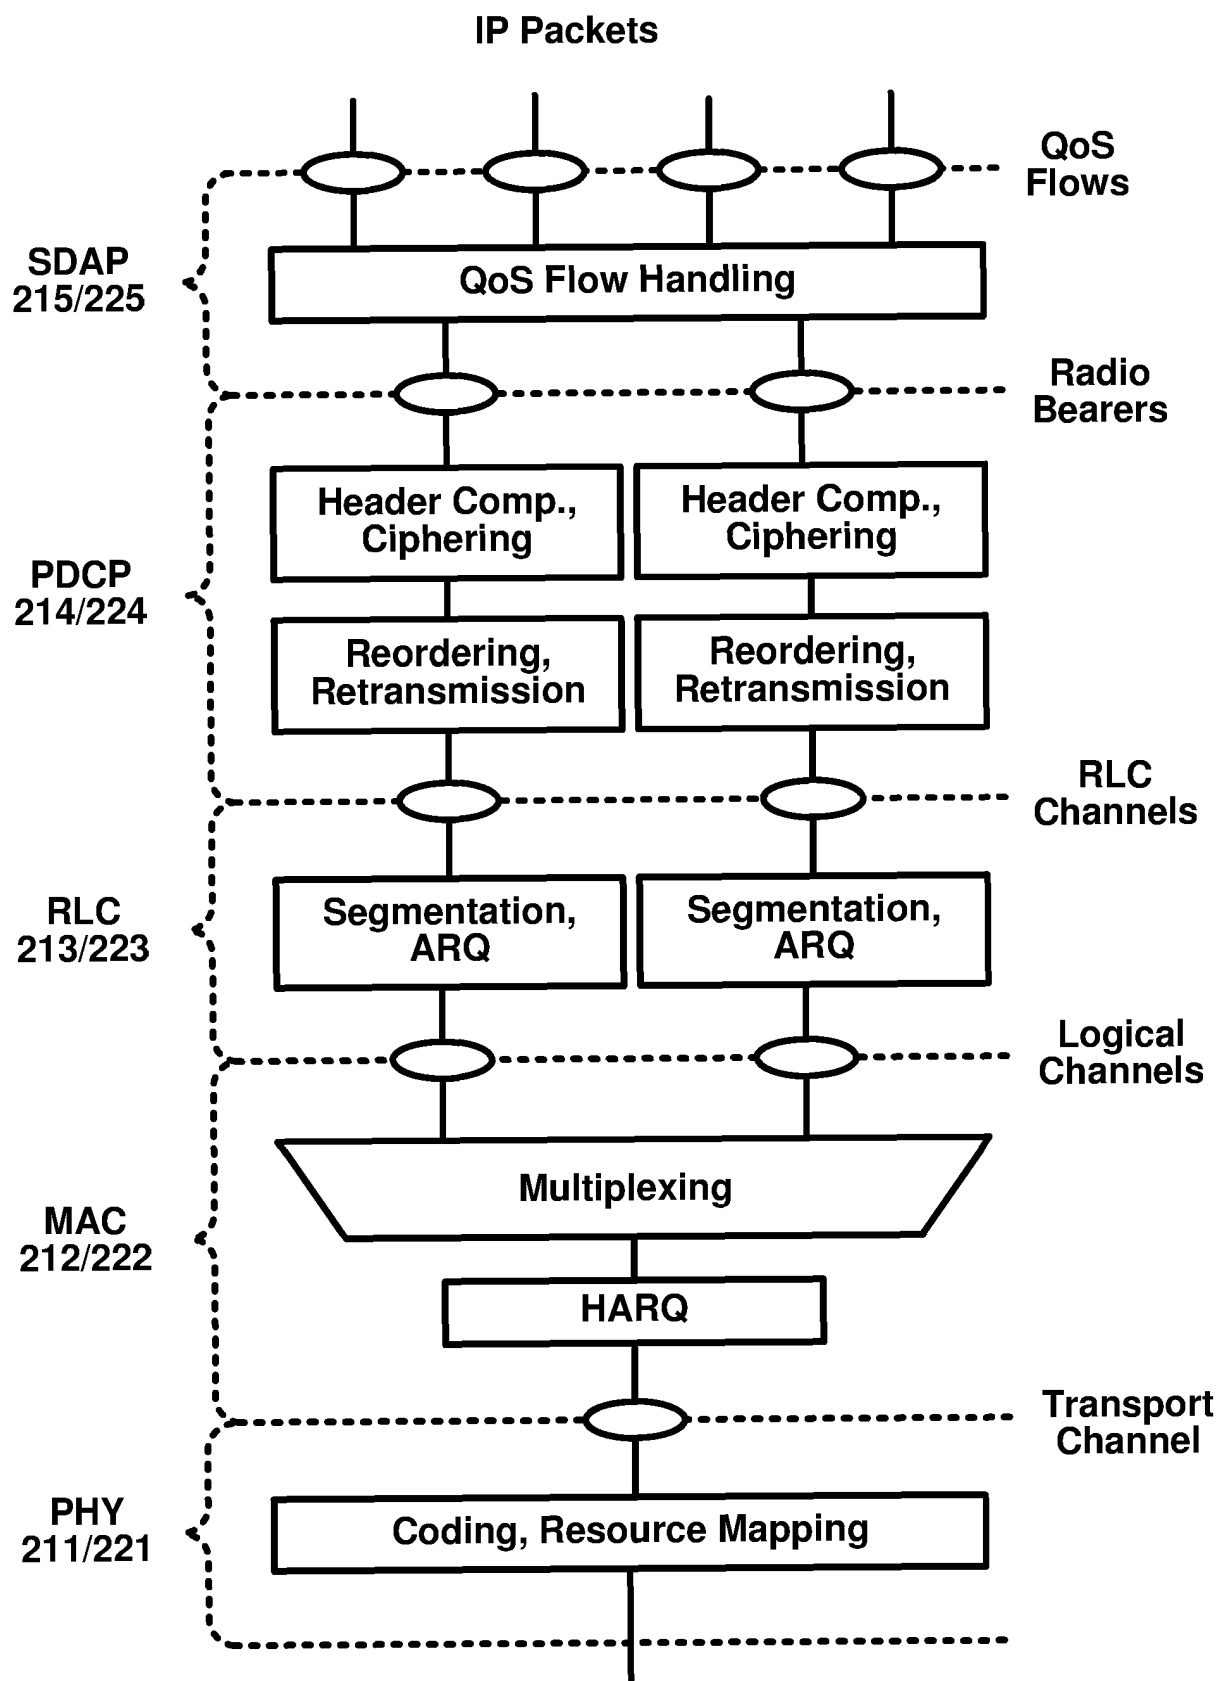 IP Packets
QoS
Flows
SDAP
215/225
QoS Flow Handling
Radio
Bearers
Header Comp.,
Ciphering
Header Comp.,
Ciphering
PDCP
214/224
Reordering,
Retransmission
Reordering,
Retransmission
RLC
Channels
RLC
213/223
Segmentation,
ARQ
Segmentation,
ARQ
Logical
Channels
Multiplexing
MAC
212/222
HARQ
Transport
Channel
PHY
211/221
Coding, Resource Mapping